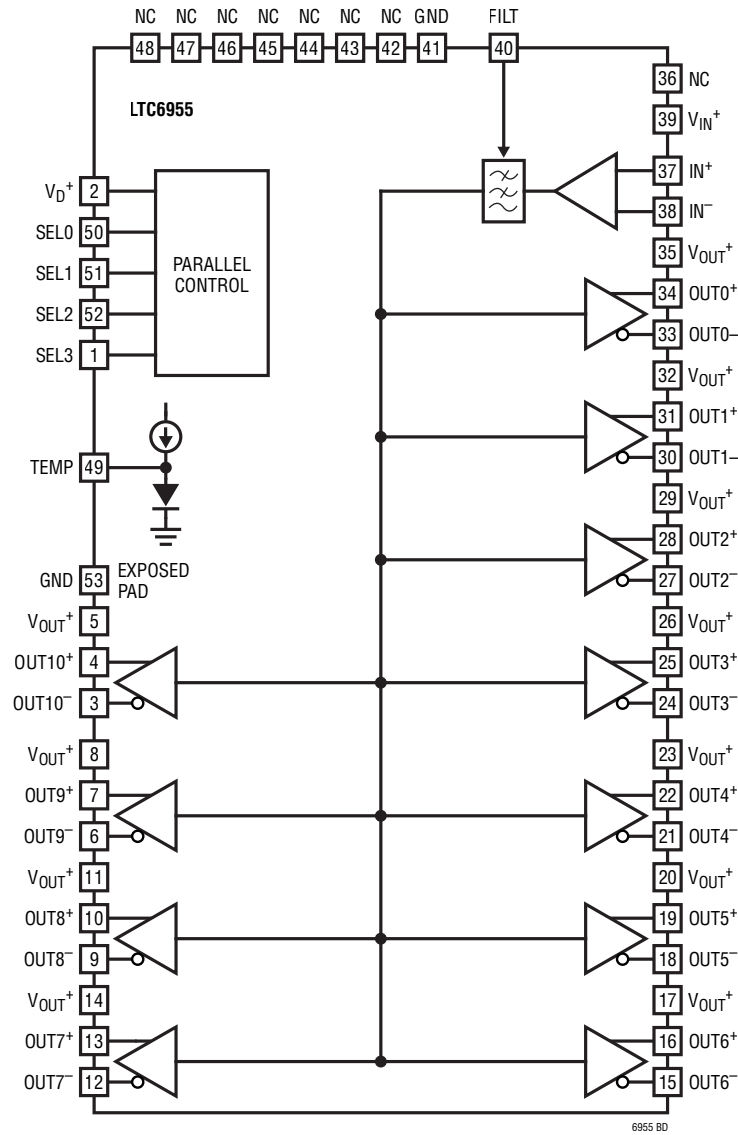 NC NC NC NC NC NC NC GND FILT
48 47 46 45 44 43 42 41 40
LTC6955
36 NC
39 VIN+
37 IN+
38 IN–
35 VOUT+
34 OUT0+
33 OUT0–
32 VOUT+
31 OUT1+
30 OUT1–
29 VOUT+
28 OUT2+
27 OUT2–
26 VOUT+
25 OUT3+
24 OUT3–
23 VOUT+
22 OUT4+
21 OUT4–
20 VOUT+
19 OUT5+
18 OUT5–
17 VOUT+
16 OUT6+
15 OUT6–
VD+ 2
SEL0 50
SEL1 51
SEL2 52
SEL3 1
PARALLEL
CONTROL
TEMP 49
GND 53
EXPOSED
PAD
VOUT+ 5
OUT10+ 4
OUT10– 3
VOUT+ 8
OUT9+ 7
OUT9– 6
VOUT+ 11
OUT8+ 10
OUT8– 9
VOUT+ 14
OUT7+ 13
OUT7– 12
6955 BD